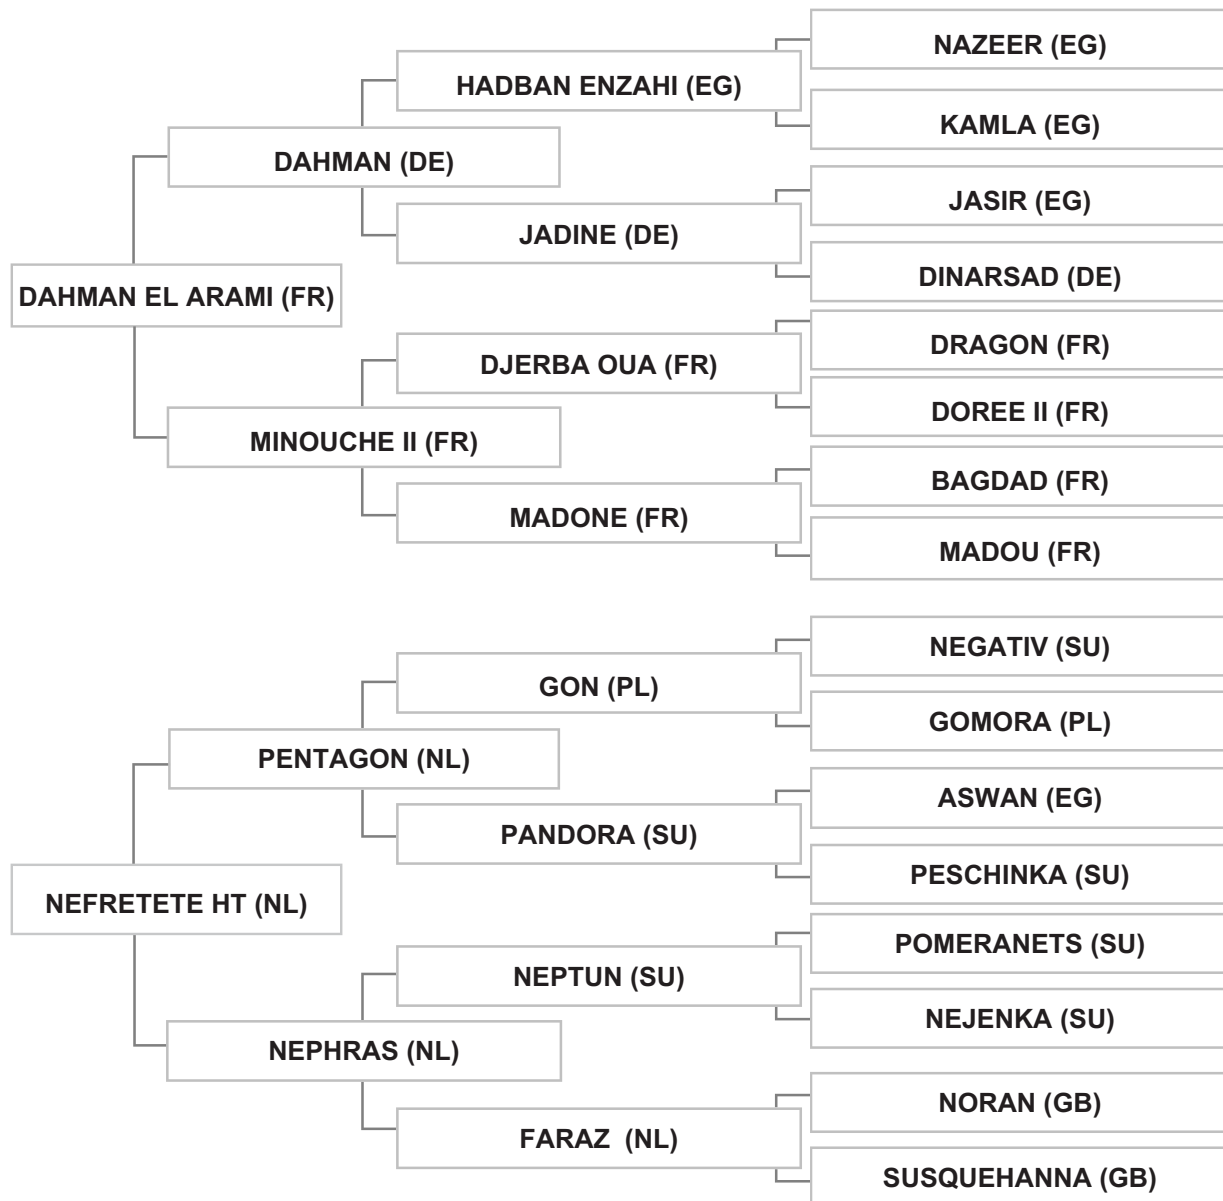 NAZEER (EG)
HADBAN ENZAHI (EG)
KAMLA (EG)
DAHMAN (DE)
JASIR (EG)
JADINE (DE)
DINARSAD (DE)
DAHMAN EL ARAMI (FR)
DRAGON (FR)
DJERBA OUA (FR)
DOREE II (FR)
MINOUCHE II (FR)
BAGDAD (FR)
MADONE (FR)
MADOU (FR)
NEGATIV (SU)
GON (PL)
GOMORA (PL)
PENTAGON (NL)
ASWAN (EG)
PANDORA (SU)
PESCHINKA (SU)
NEFRETETE HT (NL)
POMERANETS (SU)
NEPTUN (SU)
NEJENKA (SU)
NEPHRAS (NL)
NORAN (GB)
FARAZ (NL)
SUSQUEHANNA (GB)